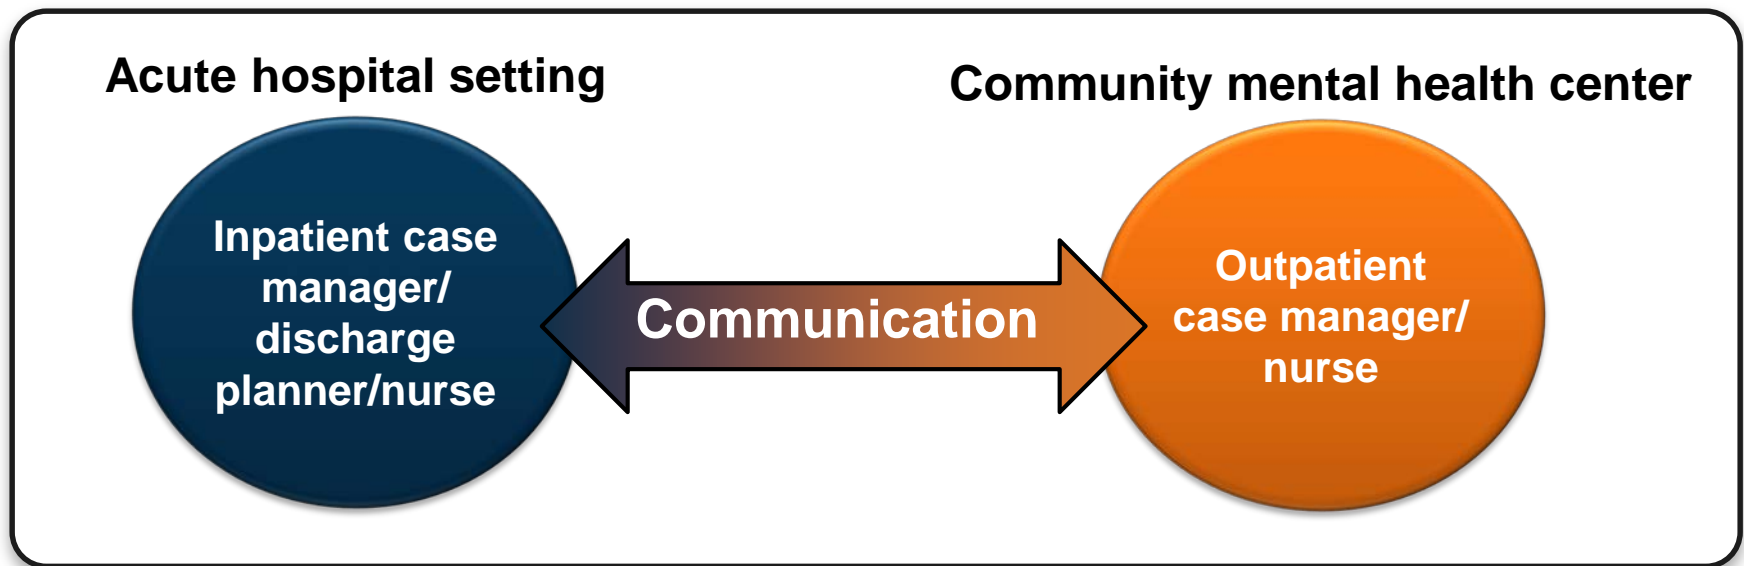 Acute hospital setting
Community mental health center
Inpatient case
manager/
discharge
planner/nurse
Communication
Outpatient
case manager/
nurse